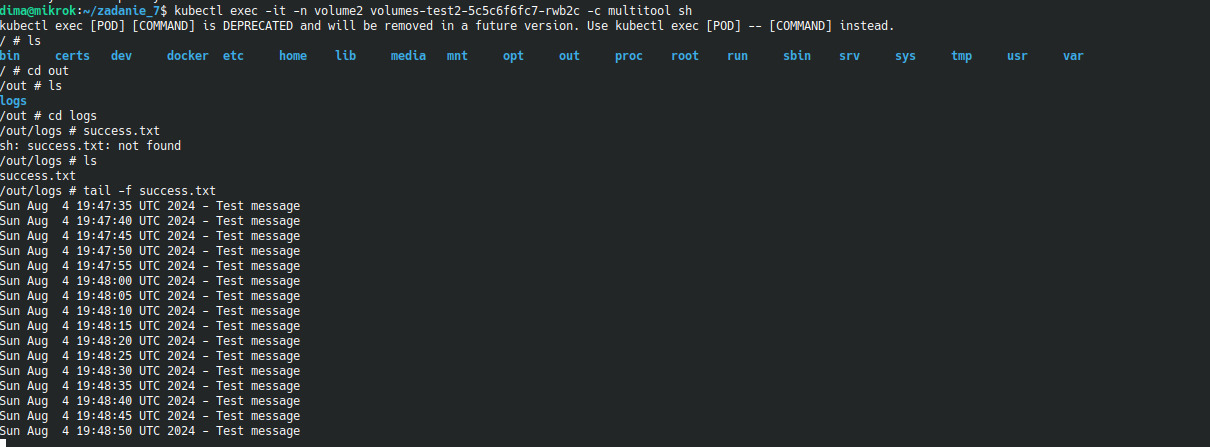 dima@mikrok:~/zadanie_7$ kubectl exec -it -n volume2 volumes-test2-5c5c6f6fc7-rwb2c -c multitool sh
kubectl exec [POD] [COMMAND] is DEPRECATED and will be removed in a future version. Use kubectl exec [POD] -- [COMMAND] instead.
/ # ls
bin certs dev docker etc home lib media mnt opt out proc root run sbin srv sys tmp usr var
/ # cd out
/out # ls
logs
/out # cd logs
/out/logs # success.txt
sh: success.txt: not found
/out/logs # ls
success.txt
/out/logs # tail -f success.txt
Sun Aug  4 19:47:35 UTC 2024 - Test message
Sun Aug  4 19:47:40 UTC 2024 - Test message
Sun Aug  4 19:47:45 UTC 2024 - Test message
Sun Aug  4 19:47:50 UTC 2024 - Test message
Sun Aug  4 19:47:55 UTC 2024 - Test message
Sun Aug  4 19:48:00 UTC 2024 - Test message
Sun Aug  4 19:48:05 UTC 2024 - Test message
Sun Aug  4 19:48:10 UTC 2024 - Test message
Sun Aug  4 19:48:15 UTC 2024 - Test message
Sun Aug  4 19:48:20 UTC 2024 - Test message
Sun Aug  4 19:48:25 UTC 2024 - Test message
Sun Aug  4 19:48:30 UTC 2024 - Test message
Sun Aug  4 19:48:35 UTC 2024 - Test message
Sun Aug  4 19:48:40 UTC 2024 - Test message
Sun Aug  4 19:48:45 UTC 2024 - Test message
Sun Aug  4 19:48:50 UTC 2024 - Test message